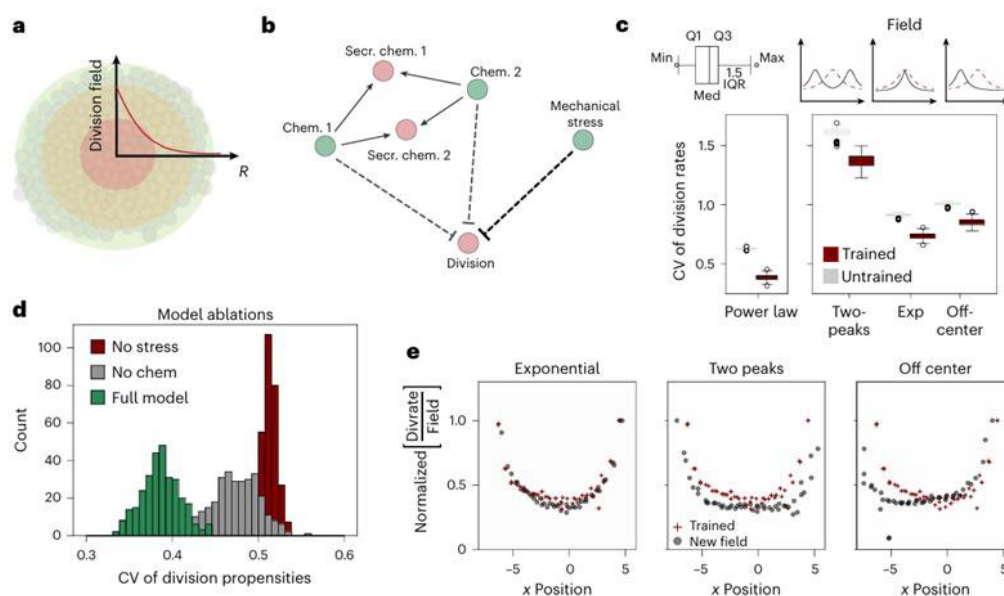 a
Division field
R
b
Secr. chem. 1
Chem. 2
Mechanical
stress
Chem. 1
Secr. chem. 2
Division
c
Field
Q1 Q3
Min
Max
1.5
IQR
Med
CV of division rates
1.5
1.0
0.5
Trained
Untrained
Power law
Two-
peaks
Exp
Off-
center
d
Model ablations
Count
100
80
60
40
20
0
No stress
No chem
Full model
0.3 0.4 0.5 0.6
CV of division propensities
e
Exponential
Two peaks
Off center
Normalized [Divrate
Field]
1.0
0.5
0
Trained
New field
−5 0 5
−5 0 5
−5 0 5
x Position
x Position
x Position